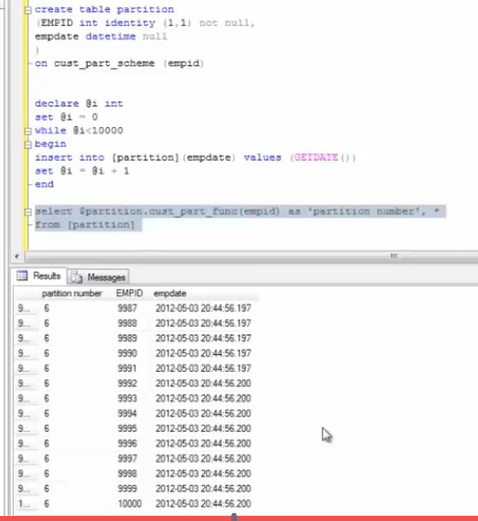 create table partition
(EMPID int identity (1,1) not null,
empdate datetime null
)
on cust_part_scheme (empid)
declare @i int
set @i = 0
while @i<10000
begin
insert into [partition](empdate) values (GETDATE())
set @i = @i + 1
end
select $partition.cust_part_func(empid) as 'partition number', *
from [partition]
Results Messages
partition number EMPID empdate
9... 6 9987 2012-05-03 20:44:56.197
9... 6 9988 2012-05-03 20:44:56.197
9... 6 9989 2012-05-03 20:44:56.197
9... 6 9990 2012-05-03 20:44:56.197
9... 6 9991 2012-05-03 20:44:56.197
9... 6 9992 2012-05-03 20:44:56.200
9... 6 9993 2012-05-03 20:44:56.200
9... 6 9994 2012-05-03 20:44:56.200
9... 6 9995 2012-05-03 20:44:56.200
9... 6 9996 2012-05-03 20:44:56.200
9... 6 9997 2012-05-03 20:44:56.200
9... 6 9998 2012-05-03 20:44:56.200
9... 6 9999 2012-05-03 20:44:56.200
1... 6 10000 2012-05-03 20:44:56.200